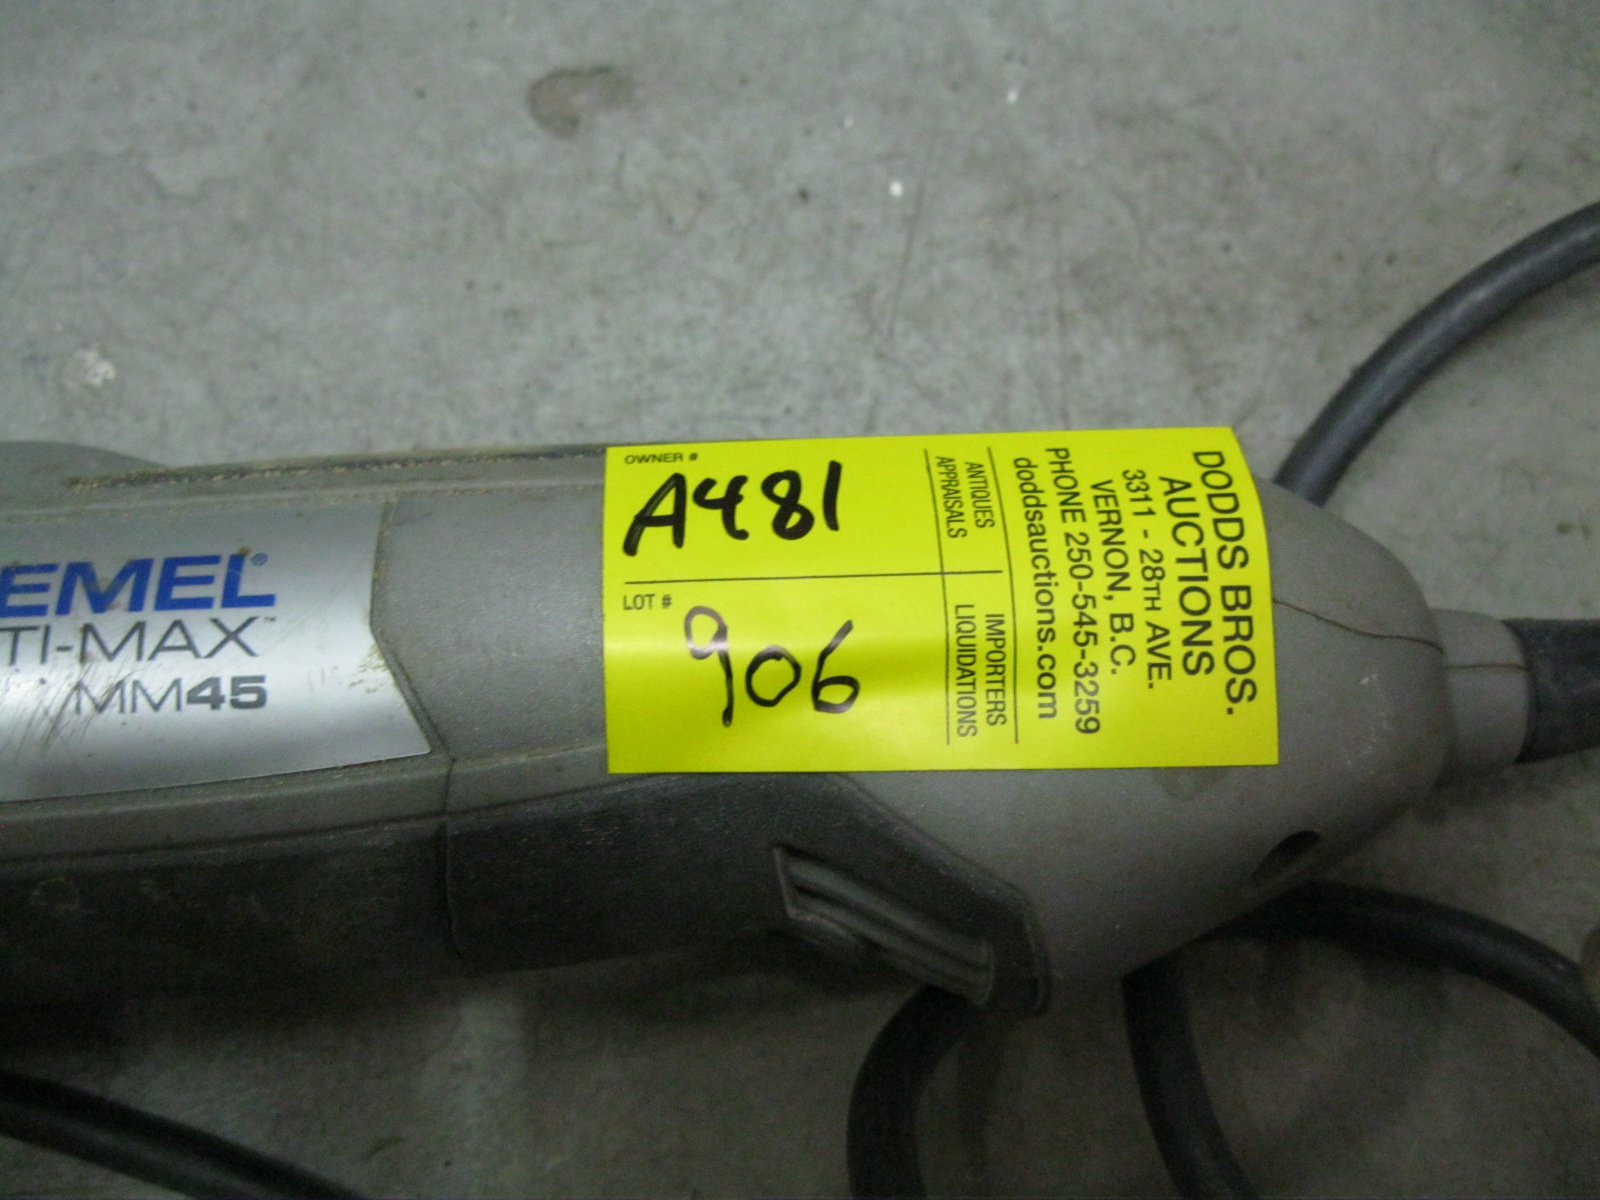 EMEL®
TI-MAX™
MM45
OWNER #
A481
LOT #
906
DODDS BROS.
AUCTIONS
3311 - 28TH AVE.
VERNON, B.C.
PHONE 250-545-3259
doddsauctions.com
ANTIQUES
APPRAISALS
IMPORTERS
LIQUIDATIONS